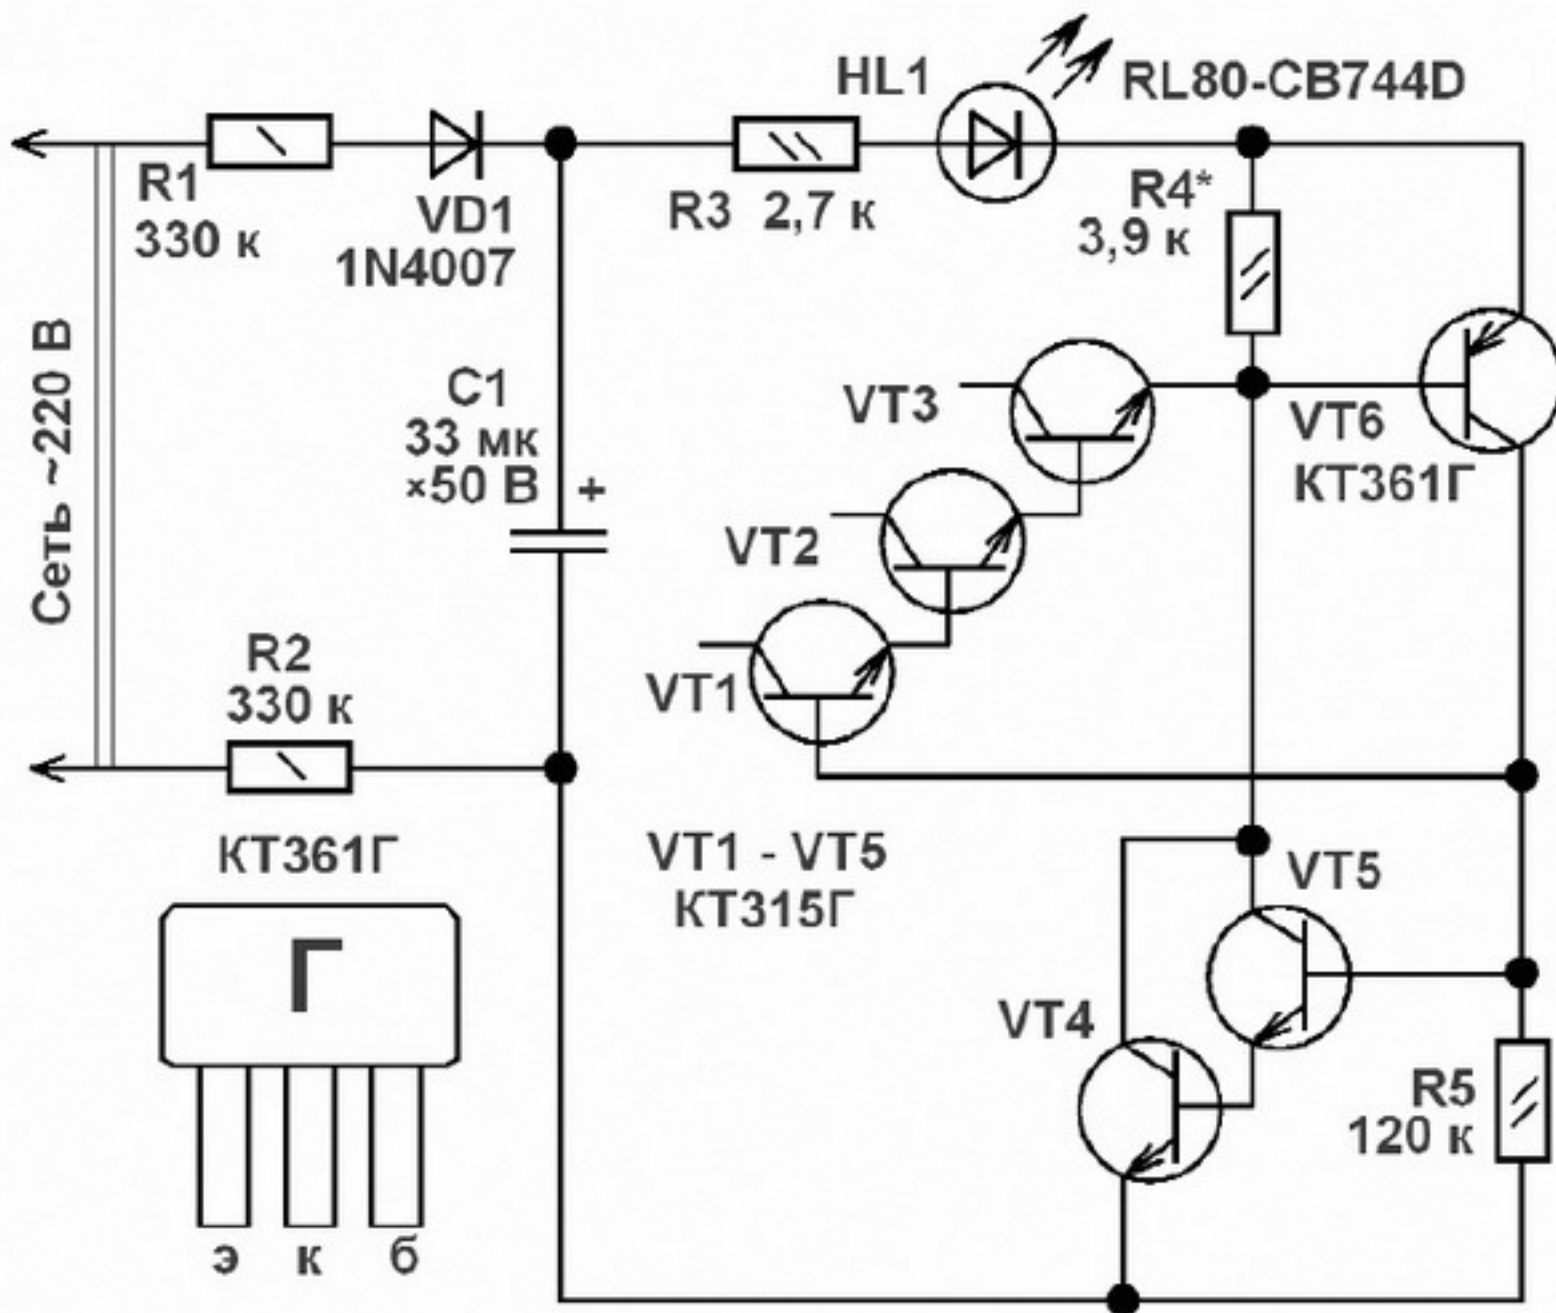 HL1
RL80-CB744D
R1
330 к
VD1
1N4007
R3 2,7 к
R4*
3,9 к
Сеть ~220 В
C1
33 мк
×50 В +
VT3
VT6
КТ361Г
VT2
R2
330 к
VT1
КТ361Г
VT1 - VT5
КТ315Г
VT5
Г
VT4
R5
120 к
э к б